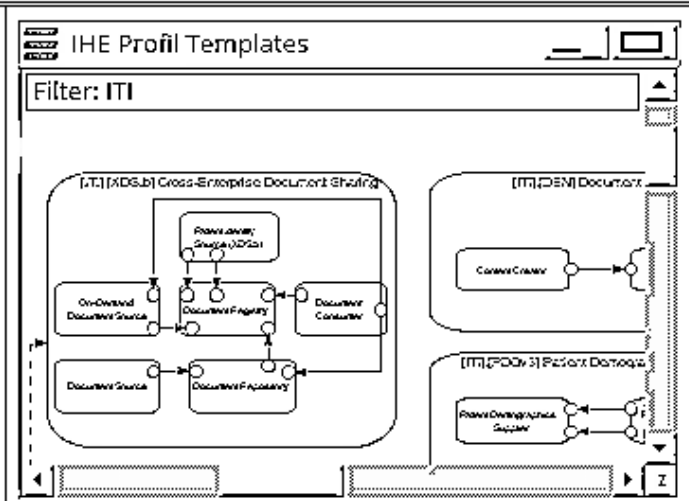 IHE Profil Templates
Filter: ITI
[ITI] [XDS.b] Cross-Enterprise Document Sharing
[ITI] [DEN] Document
Patient Identity
Source (XDS.b)
Content Creator
On-Demand
Document Source
Document Registry
Document
Consumer
[ITI] [PDQv3] Patient Demogra
Document Source
Document Repository
Patient Demographics
Supplier
Z